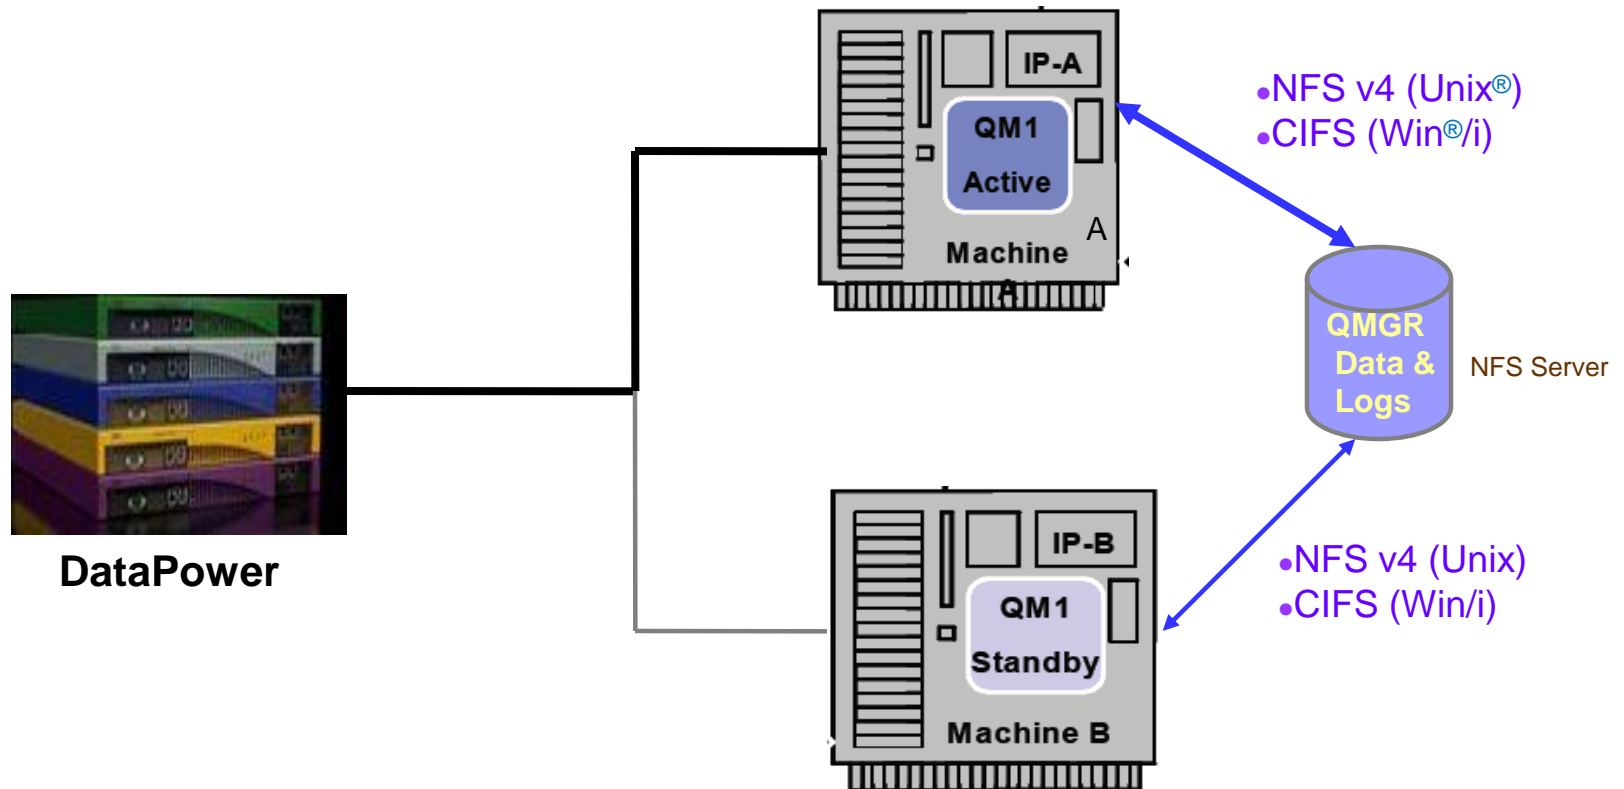 IP-A
QM1
Active
A
Machine
A
•NFS v4 (Unix®)
•CIFS (Win®/i)
QMGR
Data &
Logs
NFS Server
DataPower
IP-B
QM1
Standby
Machine B
•NFS v4 (Unix)
•CIFS (Win/i)